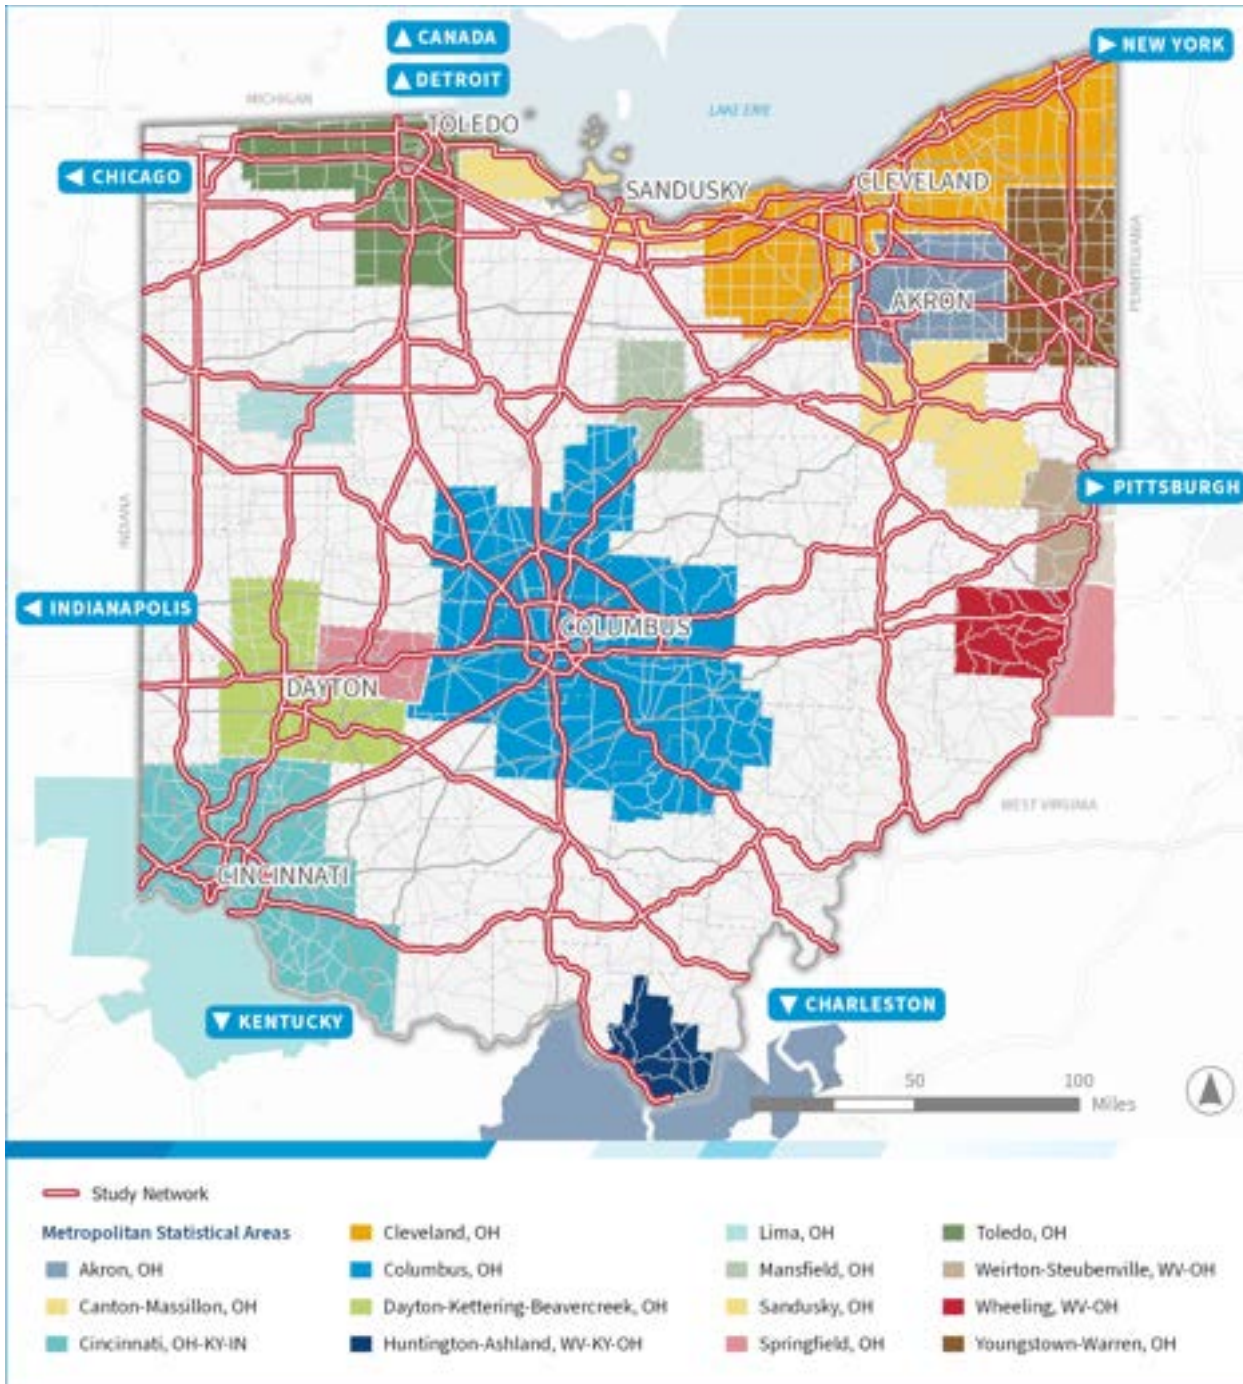 CANADA
NEW YORK
DETROIT
MICHIGAN
LAKE ERIE
TOLEDO
CHICAGO
SANDUSKY
CLEVELAND
PENNSYLVANIA
AKRON
PITTSBURGH
INDIANA
INDIANAPOLIS
COLUMBUS
DAYTON
WEST VIRGINIA
CINCINNATI
CHARLESTON
KENTUCKY
50 100
Miles
Study Network
Metropolitan Statistical Areas
Akron, OH
Canton-Massillon, OH
Cincinnati, OH-KY-IN
Cleveland, OH
Columbus, OH
Dayton-Kettering-Beavercreek, OH
Huntington-Ashland, WV-KY-OH
Lima, OH
Mansfield, OH
Sandusky, OH
Springfield, OH
Toledo, OH
Weirton-Steubenville, WV-OH
Wheeling, WV-OH
Youngstown-Warren, OH